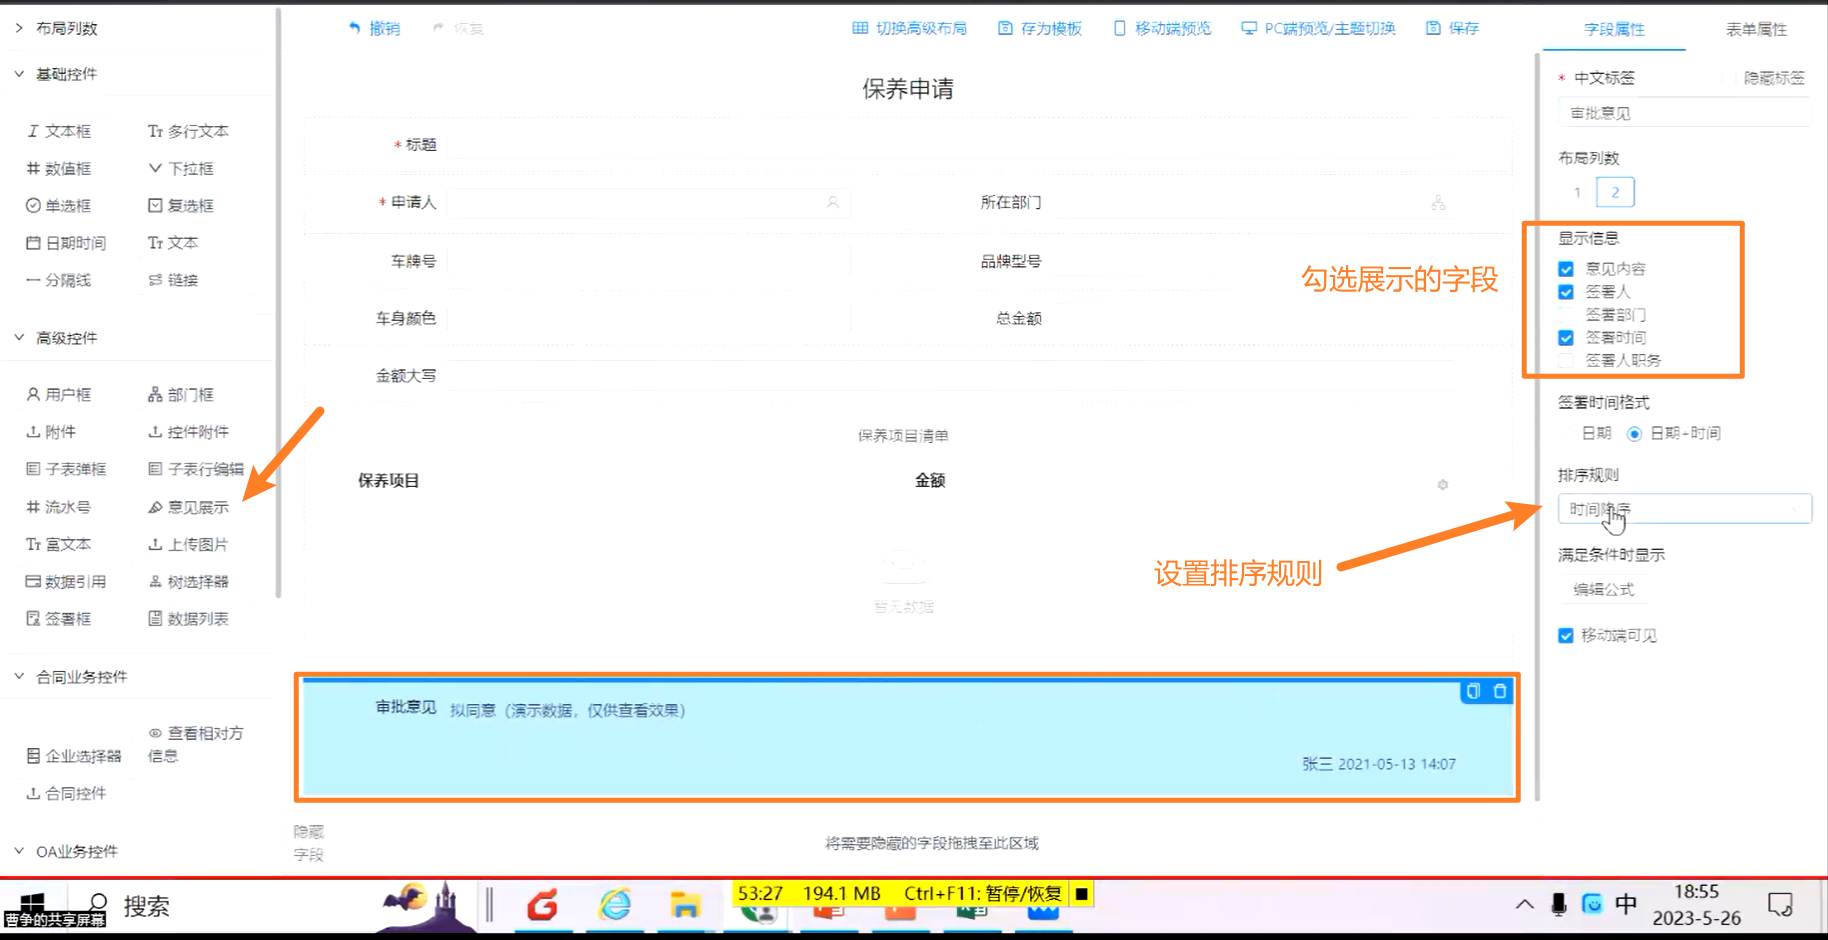 布局列数
基础控件
文本框
多行文本
数值框
下拉框
单选框
复选框
日期时间
文本
分隔线
链接
高级控件
用户框
部门框
附件
控件附件
子表弹框
子表行编辑
流水号
意见展示
富文本
上传图片
数据引用
树选择器
签署框
数据列表
合同业务控件
企业选择器
查看相对方
信息
合同控件
OA业务控件
撤销
恢复
切换高级布局
存为模板
移动端预览
PC端预览/主题切换
保存
保养申请
* 标题
* 申请人
所在部门
车牌号
品牌型号
车身颜色
总金额
金额大写
保养项目清单
保养项目
金额
暂无数据
审批意见
拟同意（演示数据，仅供查看效果）
张三 2021-05-13 14:07
隐藏
字段
将需要隐藏的字段拖拽至此区域
勾选展示的字段
设置排序规则
字段属性
表单属性
* 中文标签
隐藏标签
审批意见
布局列数
1
2
显示信息
意见内容
签署人
签署部门
签署时间
签署人职务
签署时间格式
日期
日期+时间
排序规则
时间降序
满足条件时显示
编辑公式
移动端可见
曹争的共享屏幕
搜索
53:27 194.1 MB Ctrl+F11: 暂停/恢复
中
18:55
2023-5-26